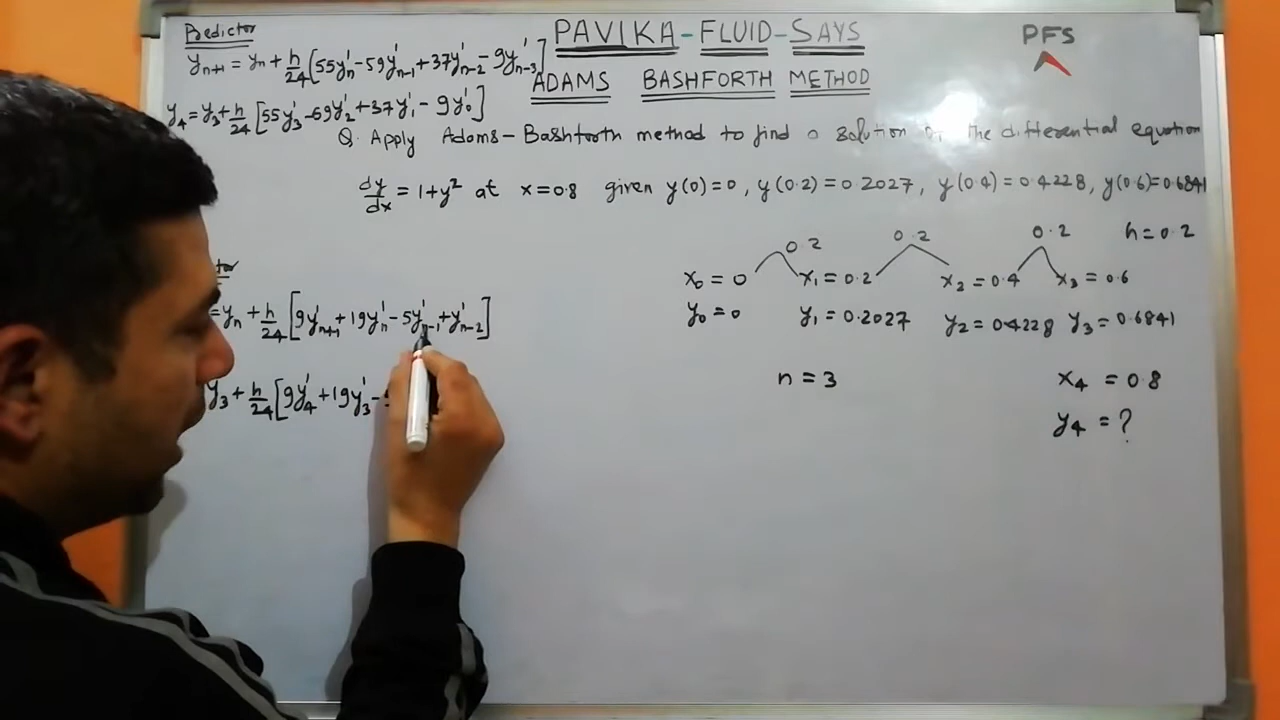 Predictor
PAVIKA-FLUID-SAYS
PFS
yₙ₊₁ = yₙ + h/24 [55y'ₙ - 59y'ₙ₋₁ + 37y'ₙ₋₂ - 9y'ₙ₋₃]
ADAMS BASHFORTH METHOD
y₄ = y₃ + h/24 [55y'₃ - 59y'₂ + 37y'₁ - 9y'₀]
Q. Apply Adams-Bashforth method to find a solution of the differential equation
dy/dx = 1+y² at x=0.8 given y(0)=0, y(0.2)=0.2027, y(0.4)=0.4228, y(0.6)=0.6841
0.2 0.2 0.2 h=0.2
x₀ = 0 x₁ = 0.2 x₂ = 0.4 x₃ = 0.6
= yₙ + h/24 [9y'ₙ₊₁ + 19y'ₙ - 5y'ₙ₋₁ + y'ₙ₋₂]
y₀ = 0 y₁ = 0.2027 y₂ = 0.4228 y₃ = 0.6841
n = 3 x₄ = 0.8
y₃ + h/24 [9y'₄ + 19y'₃ -
y₄ = ?